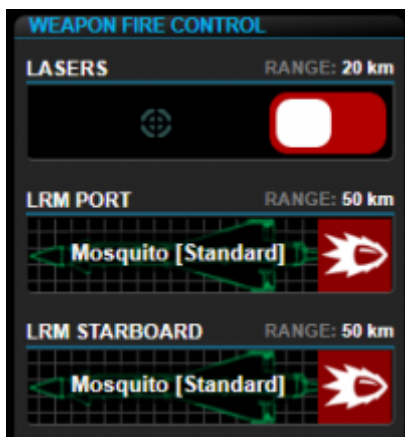 WEAPON FIRE CONTROL
LASERS RANGE: 20 km
LRM PORT RANGE: 50 km
Mosquito [Standard]
LRM STARBOARD RANGE: 50 km
Mosquito [Standard]